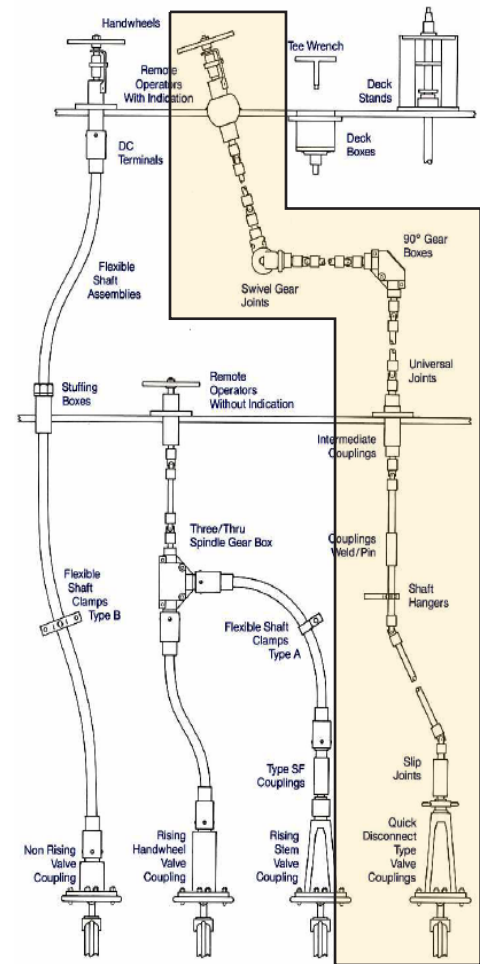 Handwheels
Remote
Operators
With Indication
Tee Wrench
Deck
Stands
DC
Terminals
Deck
Boxes
Flexible
Shaft
Assemblies
Swivel Gear
Joints
90° Gear
Boxes
Universal
Joints
Stuffing
Boxes
Remote
Operators
Without Indication
Intermediate
Couplings
Three/Thru
Spindle Gear Box
Couplings
Weld/Pin
Flexible
Shaft
Clamps
Type B
Flexible Shaft
Clamps
Type A
Shaft
Hangers
Type SF
Couplings
Slip
Joints
Non Rising
Valve
Coupling
Rising
Handwheel
Valve
Coupling
Rising
Stem
Valve
Coupling
Quick
Disconnect
Type
Valve
Couplings